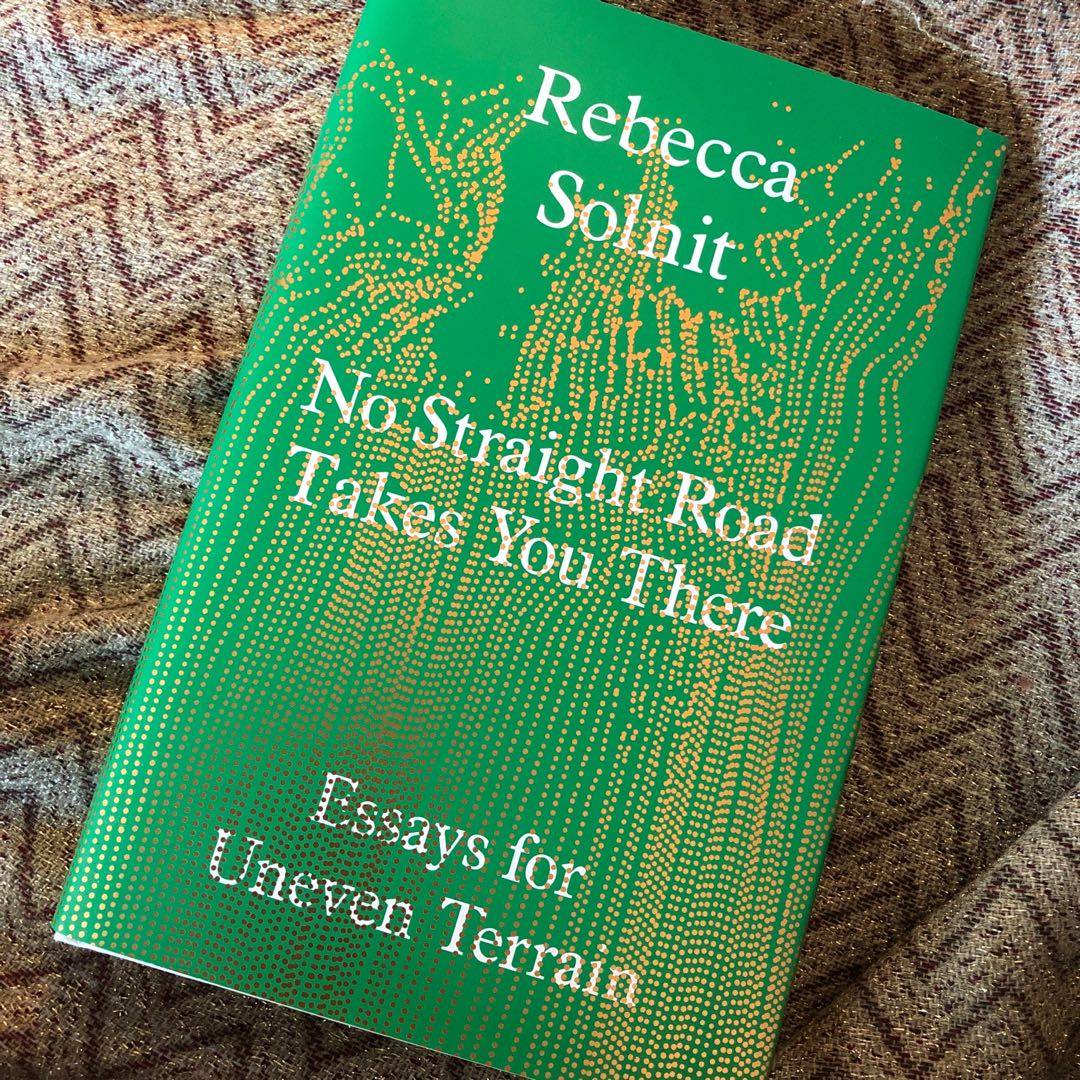 Rebecca
Solnit
No Straight Road
Takes You There
Essays for
Uneven Terrain